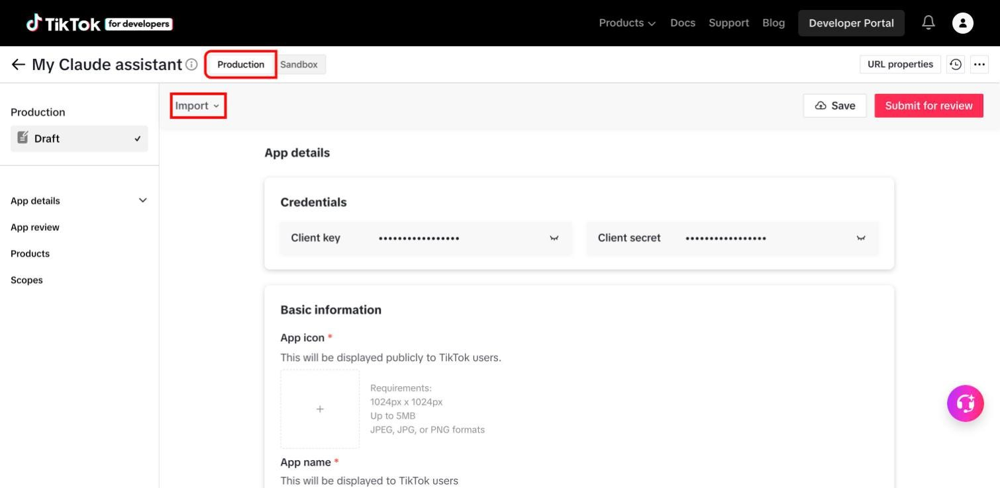 TikTok for developers
Products Docs Support Blog Developer Portal
My Claude assistant Production Sandbox URL properties
Production
Draft
App details
App review
Products
Scopes
Import Save Submit for review
App details
Credentials
Client key ••••••••••••••••• Client secret •••••••••••••••••
Basic information
App icon *
This will be displayed publicly to TikTok users.
Requirements:
1024px x 1024px
Up to 5MB
JPEG, JPG, or PNG formats
App name *
This will be displayed to TikTok users